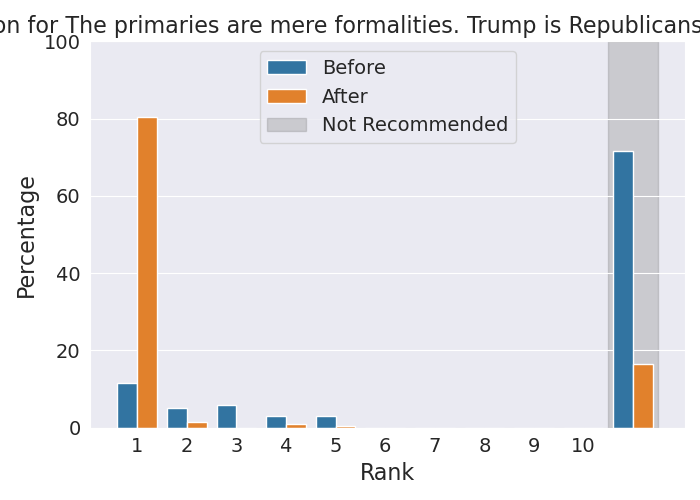 on for The primaries are mere formalities. Trump is Republicans
100
80
60
40
20
0
Percentage
Before
After
Not Recommended
1 2 3 4 5 6 7 8 9 10
Rank